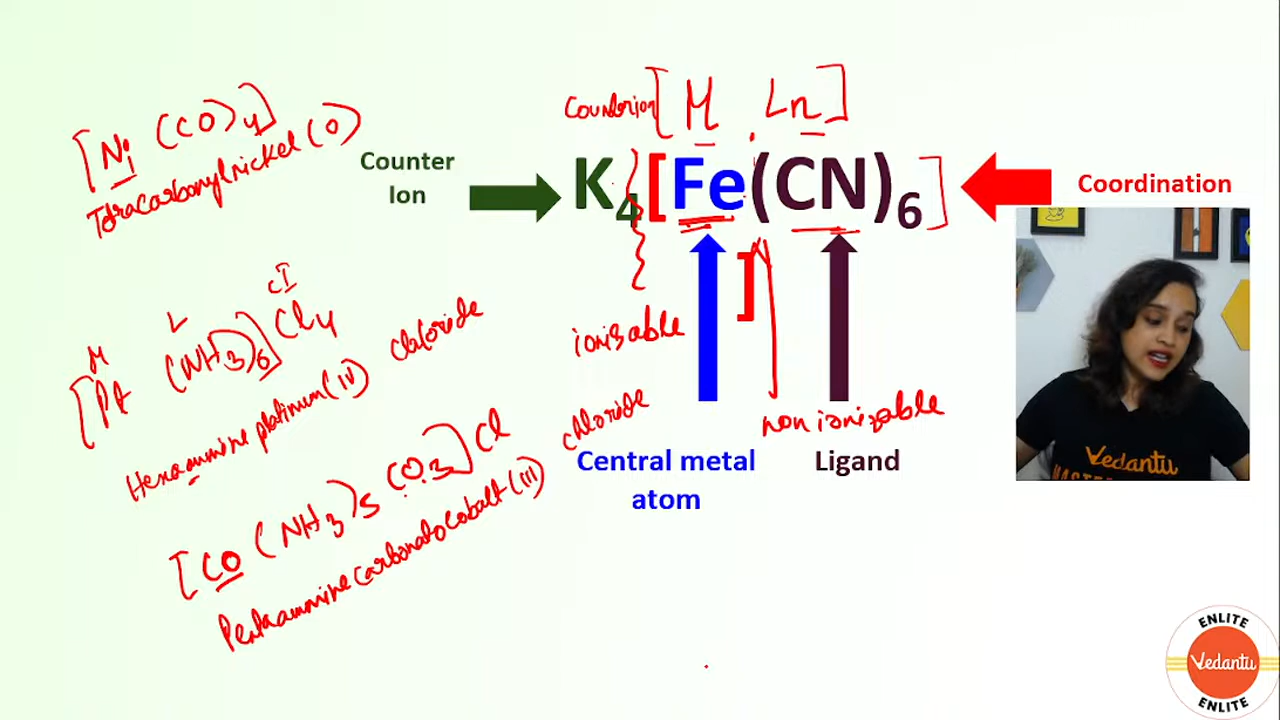 [Ni (CO)4]
Tetracarbonylnickel(0)
Counter
Ion
Counterion [M Ln]
K4[Fe(CN)6]
]
Coordination
M L CI
[Pt (NH3)6]Cl4
Hexaammine platinum(IV) chloride
ionisable
non ionizable
Central metal
atom
Ligand
[CO (NH3)5 CO3]Cl
Pentaammine carbonato cobalt(III) chloride
Vedantu
ENLITE
Vedantu
ENLITE